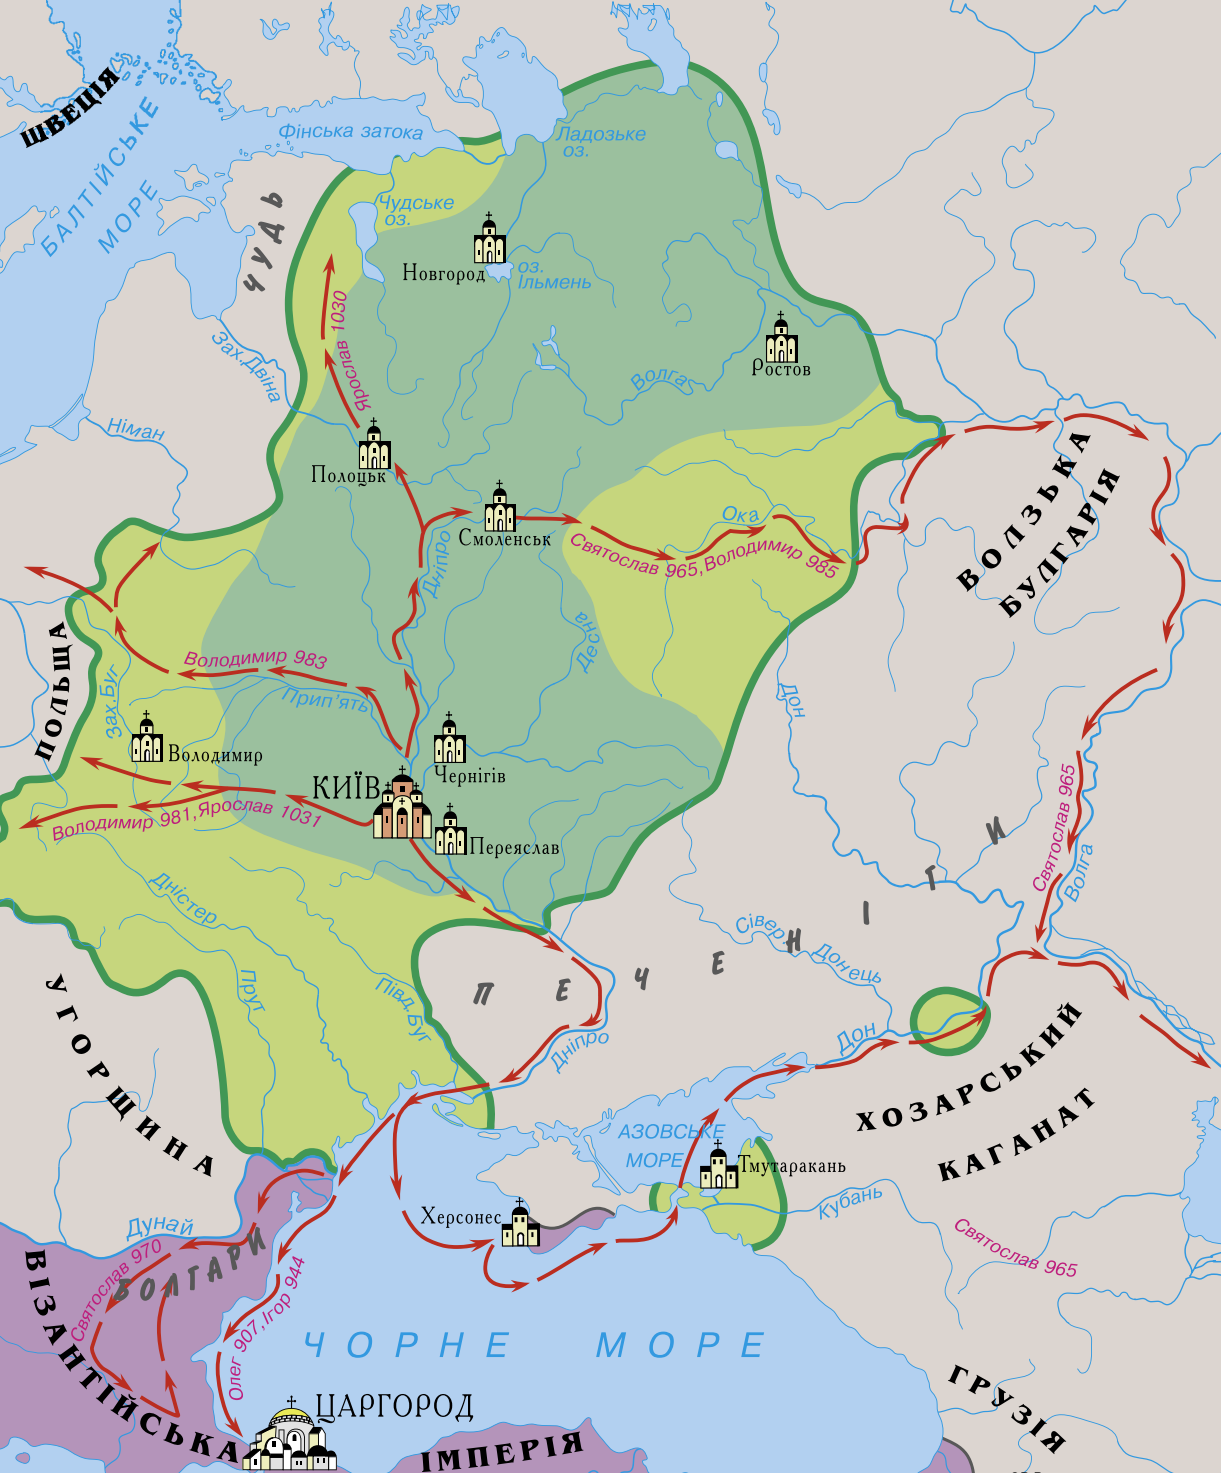 ШВЕЦІЯ
БАЛТІЙСЬКЕ
МОРЕ
Фінська затока
Ладозьке
оз.
ЧУДЬ
Чудське
оз.
Новгород
оз.
Ільмень
Зах.Двіна
Ярослав 1030
Ростов
Волга
Німан
Полоцьк
Смоленськ
Ока
Святослав 965,Володимир 985
ВОЛЗЬКА
БУЛГАРІЯ
Дніпро
Десна
ПОЛЬЩА
Зах.Буг
Володимир 983
Прип'ять
Дон
Володимир
Чернігів
КИЇВ
Переяслав
Володимир 981,Ярослав 1031
Святослав 965
Волга
Дністер
Прут
Півд.Буг
ПЕЧЕНІГИ
Сівер.
Донець
УГОРЩИНА
Дніпро
Дон
ХОЗАРСЬКИЙ
КАГАНАТ
АЗОВСЬКЕ
МОРЕ
Тмутаракань
Кубань
Херсонес
Святослав 965
Дунай
Святослав 970
БОЛГАРИ
Олег 907,Ігор 944
ЧОРНЕ МОРЕ
ВІЗАНТІЙСЬКА
ЦАРГОРОД
ІМПЕРІЯ
ГРУЗІЯ